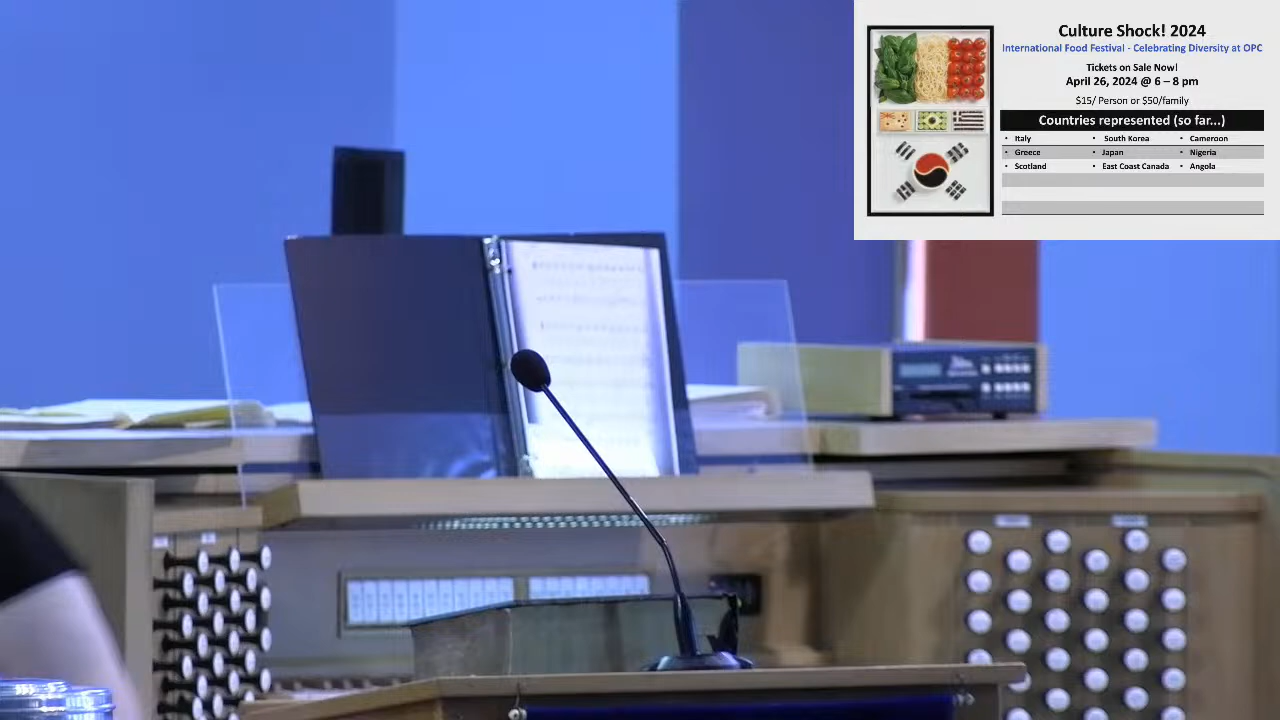 Culture Shock! 2024
International Food Festival - Celebrating Diversity at OPC
Tickets on Sale Now!
April 26, 2024 @ 6 – 8 pm
$15/ Person or $50/family
Countries represented (so far...)
• Italy • South Korea • Cameroon
• Greece • Japan • Nigeria
• Scotland • East Coast Canada • Angola